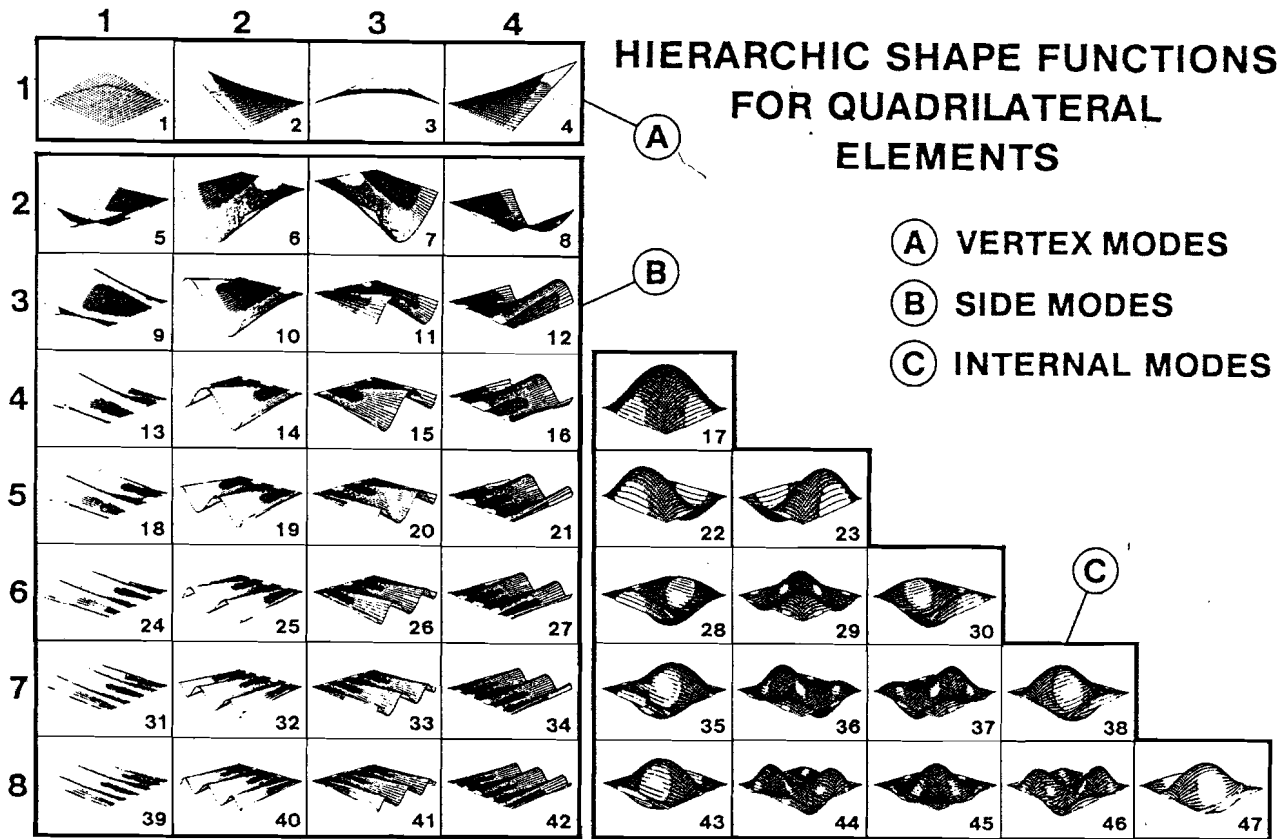 1 2 3 4
HIERARCHIC SHAPE FUNCTIONS
FOR QUADRILATERAL
ELEMENTS
1
1 2 3 4
A
A VERTEX MODES
B SIDE MODES
C INTERNAL MODES
2
5 6 7 8
B
3
9 10 11 12
4
13 14 15 16 17
5
18 19 20 21 22 23
C
6
24 25 26 27 28 29 30
7
31 32 33 34 35 36 37 38
8
39 40 41 42 43 44 45 46 47